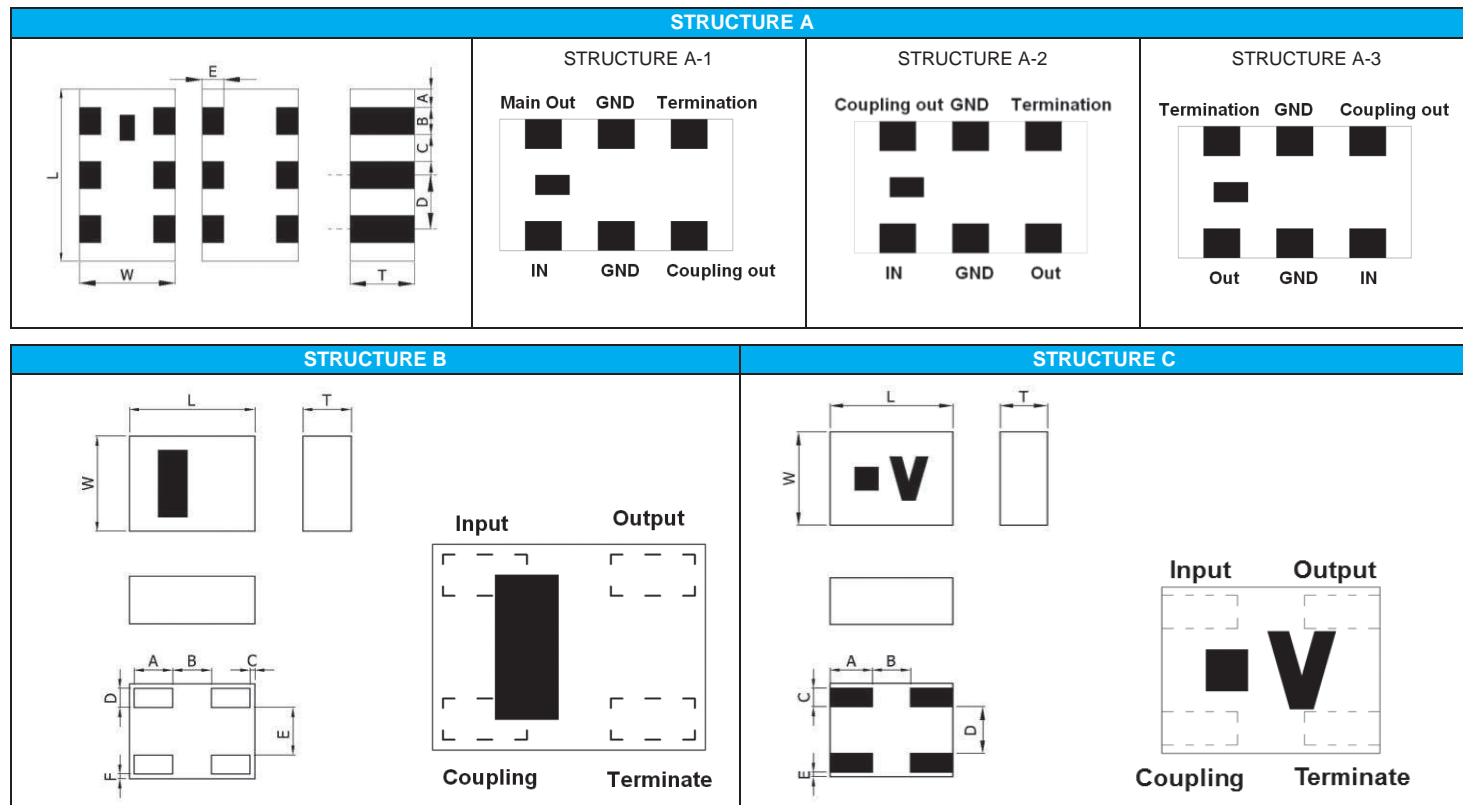 STRUCTURE A
E
L
W
A
B
C
D
T
STRUCTURE A-1
Main Out GND Termination
IN GND Coupling out
STRUCTURE A-2
Coupling out GND Termination
IN GND Out
STRUCTURE A-3
Termination GND Coupling out
Out GND IN
STRUCTURE B
L
T
W
A B C
D
E
F
Input Output
Coupling Terminate
STRUCTURE C
L
T
W
V
A B
C
D
E
Input Output
V
Coupling Terminate